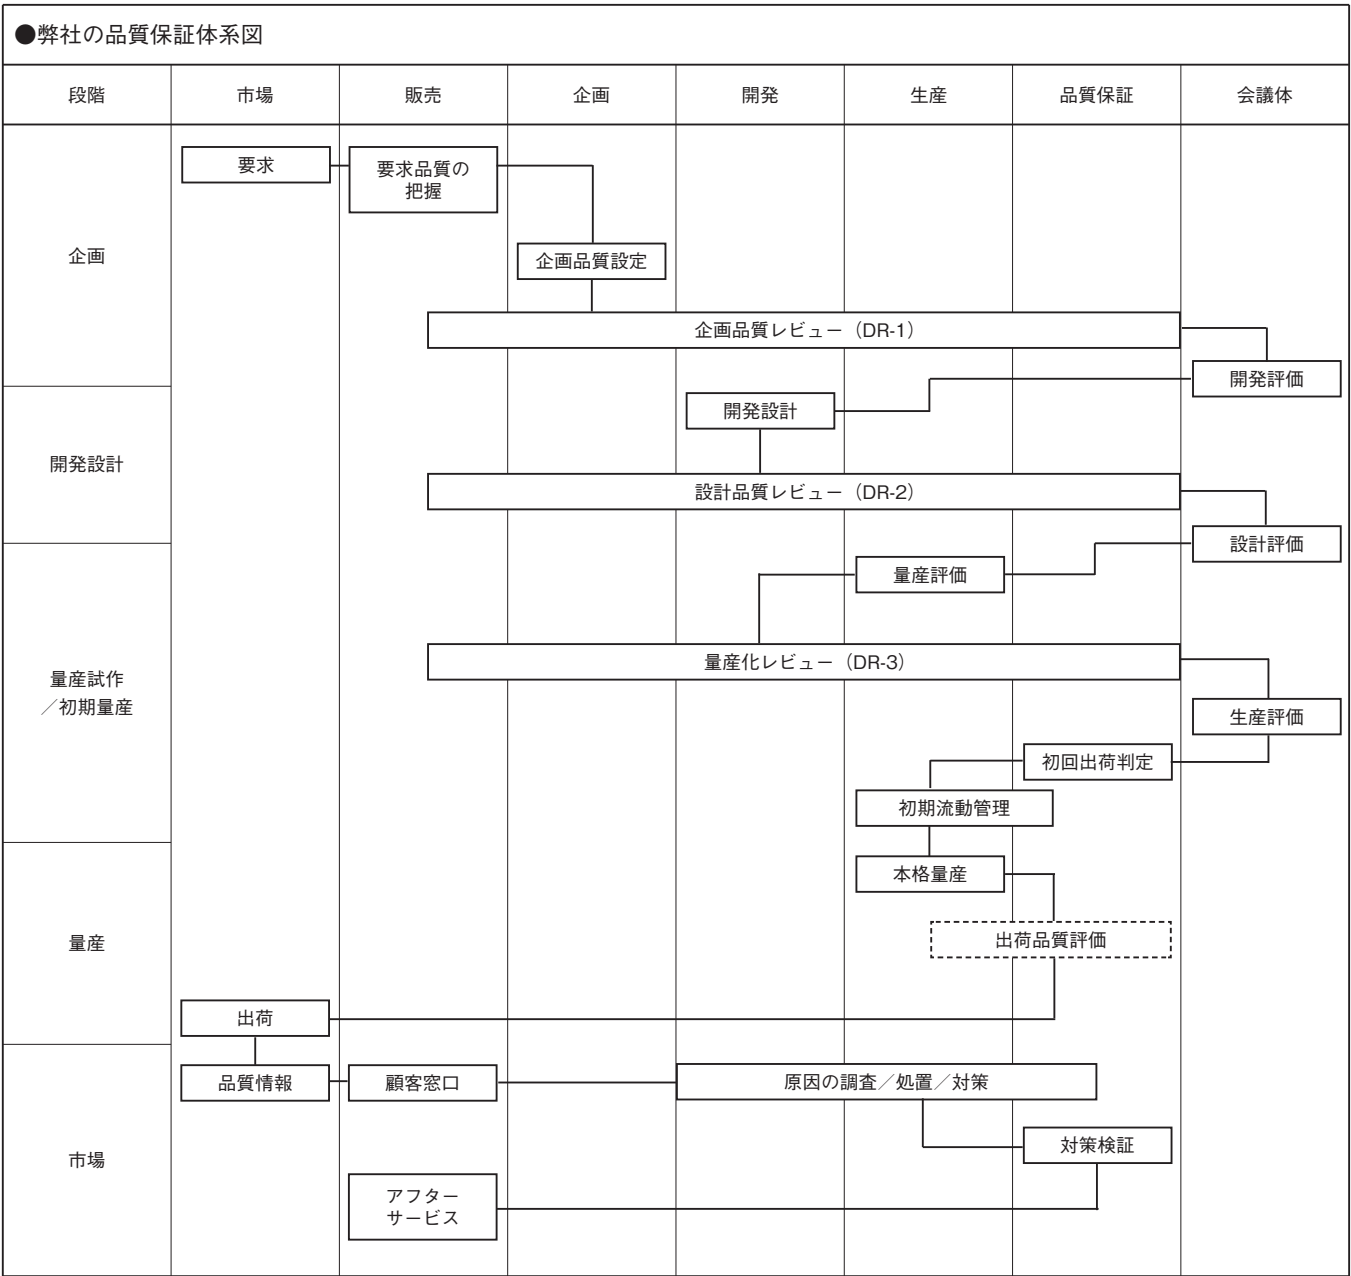 ●弊社の品質保証体系図
段階
市場
販売
企画
開発
生産
品質保証
会議体
企画
要求
要求品質の
把握
企画品質設定
企画品質レビュー（DR-1）
開発評価
開発設計
開発設計
設計品質レビュー（DR-2）
設計評価
量産試作
／初期量産
量産評価
量産化レビュー（DR-3）
生産評価
初回出荷判定
初期流動管理
量産
本格量産
出荷品質評価
出荷
市場
品質情報
顧客窓口
原因の調査／処置／対策
対策検証
アフター
サービス